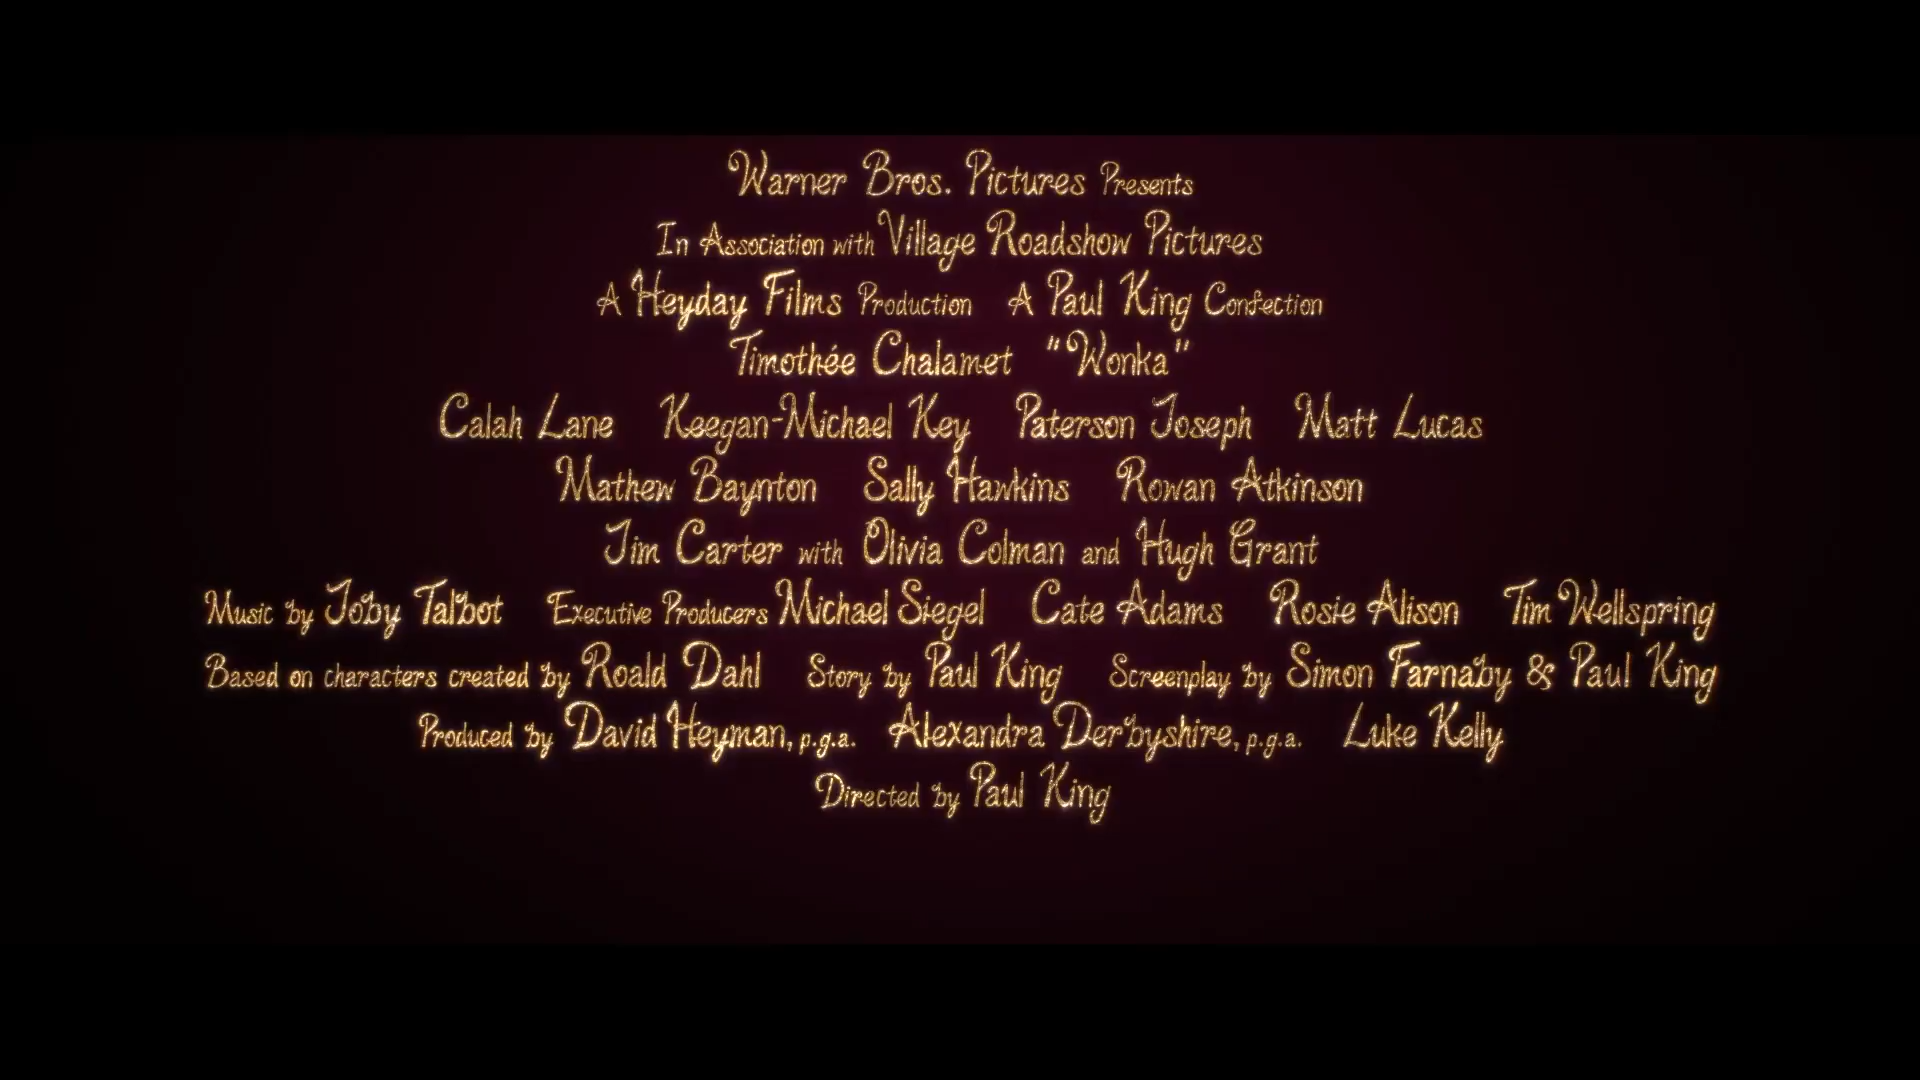 Warner Bros. Pictures Presents
In Association with Village Roadshow Pictures
A Heyday Films Production A Paul King Confection
Timothée Chalamet "Wonka"
Calah Lane Keegan-Michael Key Paterson Joseph Matt Lucas
Mathew Baynton Sally Hawkins Rowan Atkinson
Jim Carter with Olivia Colman and Hugh Grant
Music by Joby Talbot Executive Producers Michael Siegel Cate Adams Rosie Alison Tim Wellspring
Based on characters created by Roald Dahl Story by Paul King Screenplay by Simon Farnaby & Paul King
Produced by David Heyman, p.g.a. Alexandra Derbyshire, p.g.a. Luke Kelly
Directed by Paul King